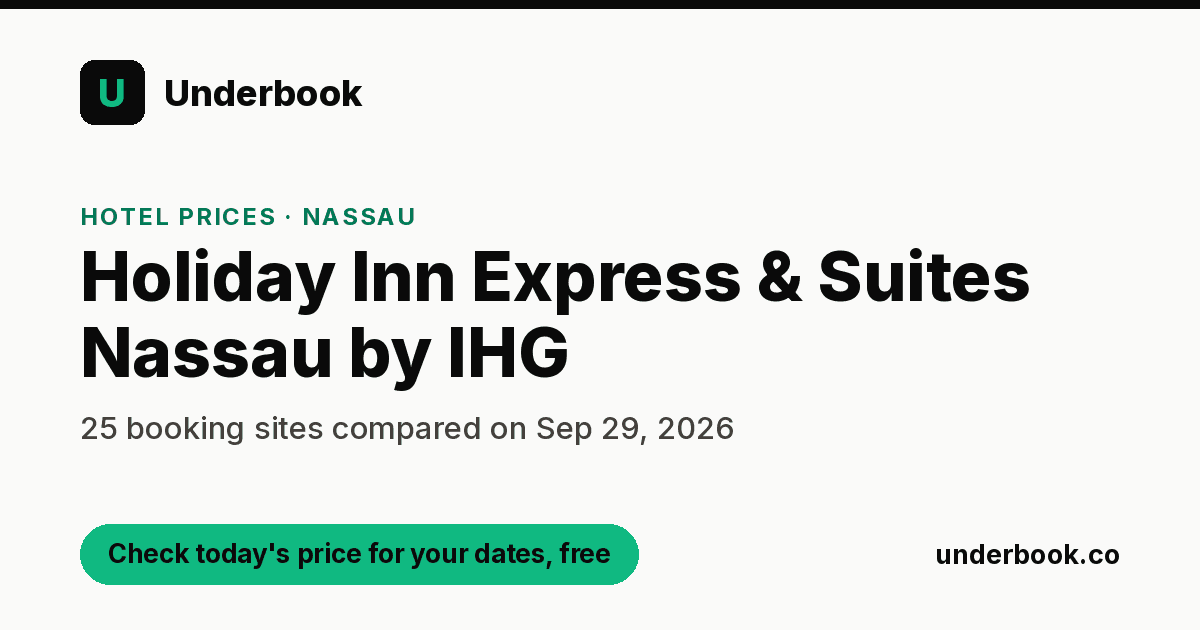 U Underbook
HOTEL PRICES · NASSAU
Holiday Inn Express & Suites
Nassau by IHG
25 booking sites compared on Sep 29, 2026
Check today's price for your dates, free
underbook.co